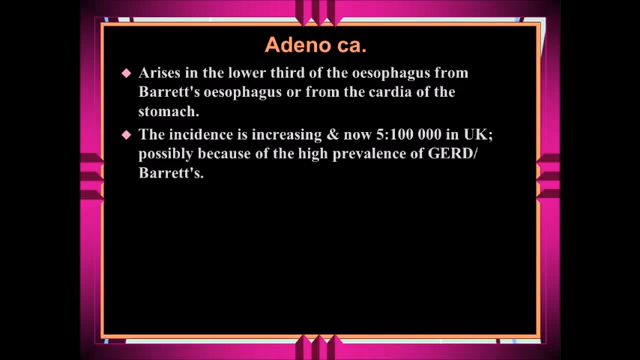 Adeno ca.
Arises in the lower third of the oesophagus from
Barrett's oesophagus or from the cardia of the
stomach.
The incidence is increasing & now 5:100 000 in UK;
possibly because of the high prevalence of GERD/
Barrett's.